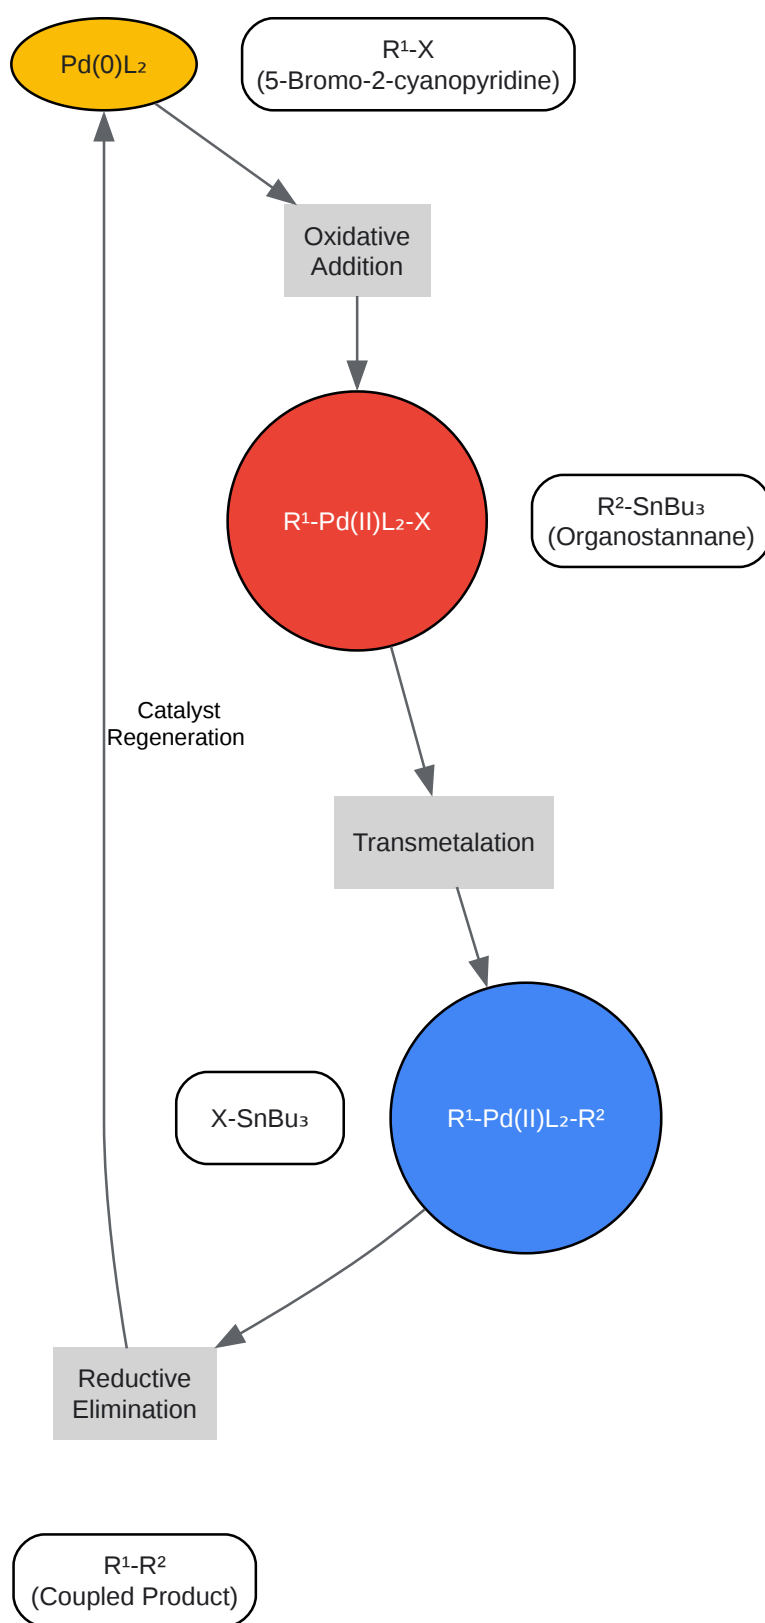 Pd(0)L₂
R¹-X
(5-Bromo-2-cyanopyridine)
Oxidative
Addition
R¹-Pd(II)L₂-X
R²-SnBu₃
(Organostannane)
Catalyst
Regeneration
Transmetalation
X-SnBu₃
R¹-Pd(II)L₂-R²
Reductive
Elimination
R¹-R²
(Coupled Product)